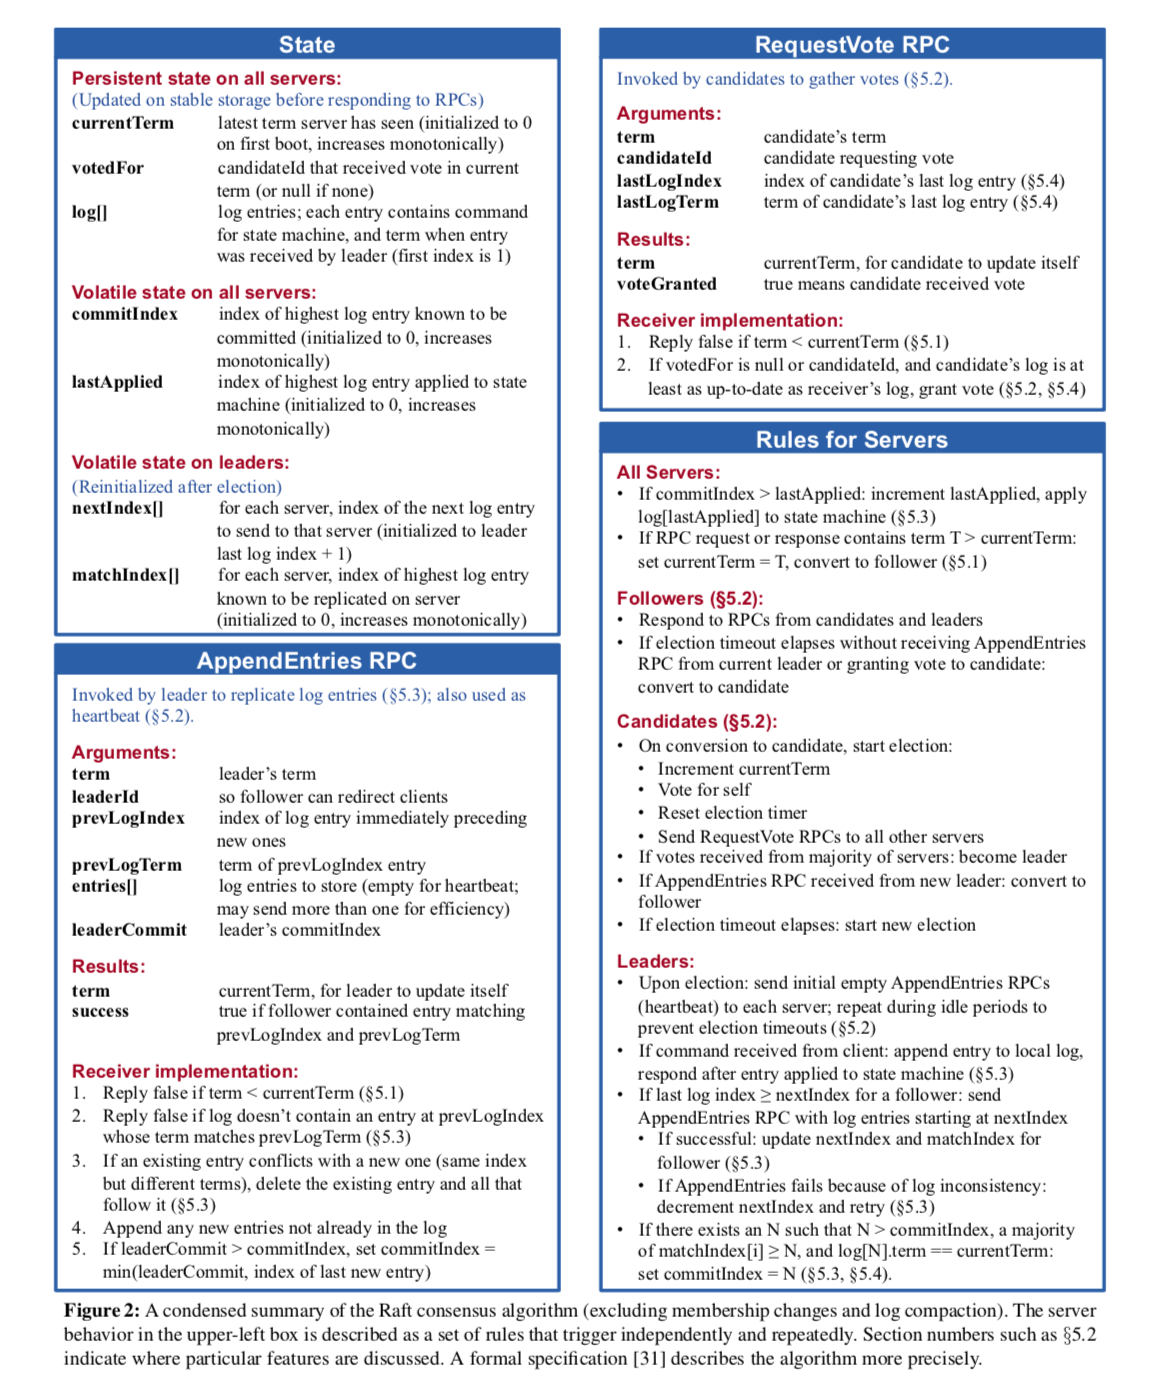 State
Persistent state on all servers:
(Updated on stable storage before responding to RPCs)
currentTerm latest term server has seen (initialized to 0
on first boot, increases monotonically)
votedFor candidateId that received vote in current
term (or null if none)
log[] log entries; each entry contains command
for state machine, and term when entry
was received by leader (first index is 1)
Volatile state on all servers:
commitIndex index of highest log entry known to be
committed (initialized to 0, increases
monotonically)
lastApplied index of highest log entry applied to state
machine (initialized to 0, increases
monotonically)
Volatile state on leaders:
(Reinitialized after election)
nextIndex[] for each server, index of the next log entry
to send to that server (initialized to leader
last log index + 1)
matchIndex[] for each server, index of highest log entry
known to be replicated on server
(initialized to 0, increases monotonically)
AppendEntries RPC
Invoked by leader to replicate log entries (§5.3); also used as
heartbeat (§5.2).
Arguments:
term leader's term
leaderId so follower can redirect clients
prevLogIndex index of log entry immediately preceding
new ones
prevLogTerm term of prevLogIndex entry
entries[] log entries to store (empty for heartbeat;
may send more than one for efficiency)
leaderCommit leader's commitIndex
Results:
term currentTerm, for leader to update itself
success true if follower contained entry matching
prevLogIndex and prevLogTerm
Receiver implementation:
1. Reply false if term < currentTerm (§5.1)
2. Reply false if log doesn't contain an entry at prevLogIndex
whose term matches prevLogTerm (§5.3)
3. If an existing entry conflicts with a new one (same index
but different terms), delete the existing entry and all that
follow it (§5.3)
4. Append any new entries not already in the log
5. If leaderCommit > commitIndex, set commitIndex =
min(leaderCommit, index of last new entry)
RequestVote RPC
Invoked by candidates to gather votes (§5.2).
Arguments:
term candidate's term
candidateId candidate requesting vote
lastLogIndex index of candidate's last log entry (§5.4)
lastLogTerm term of candidate's last log entry (§5.4)
Results:
term currentTerm, for candidate to update itself
voteGranted true means candidate received vote
Receiver implementation:
1. Reply false if term < currentTerm (§5.1)
2. If votedFor is null or candidateId, and candidate's log is at
least as up-to-date as receiver's log, grant vote (§5.2, §5.4)
Rules for Servers
All Servers:
• If commitIndex > lastApplied: increment lastApplied, apply
log[lastApplied] to state machine (§5.3)
• If RPC request or response contains term T > currentTerm:
set currentTerm = T, convert to follower (§5.1)
Followers (§5.2):
• Respond to RPCs from candidates and leaders
• If election timeout elapses without receiving AppendEntries
RPC from current leader or granting vote to candidate:
convert to candidate
Candidates (§5.2):
• On conversion to candidate, start election:
• Increment currentTerm
• Vote for self
• Reset election timer
• Send RequestVote RPCs to all other servers
• If votes received from majority of servers: become leader
• If AppendEntries RPC received from new leader: convert to
follower
• If election timeout elapses: start new election
Leaders:
• Upon election: send initial empty AppendEntries RPCs
(heartbeat) to each server; repeat during idle periods to
prevent election timeouts (§5.2)
• If command received from client: append entry to local log,
respond after entry applied to state machine (§5.3)
• If last log index ≥ nextIndex for a follower: send
AppendEntries RPC with log entries starting at nextIndex
• If successful: update nextIndex and matchIndex for
follower (§5.3)
• If AppendEntries fails because of log inconsistency:
decrement nextIndex and retry (§5.3)
• If there exists an N such that N > commitIndex, a majority
of matchIndex[i] ≥ N, and log[N].term == currentTerm:
set commitIndex = N (§5.3, §5.4).
Figure 2: A condensed summary of the Raft consensus algorithm (excluding membership changes and log compaction). The server
behavior in the upper-left box is described as a set of rules that trigger independently and repeatedly. Section numbers such as §5.2
indicate where particular features are discussed. A formal specification [31] describes the algorithm more precisely.